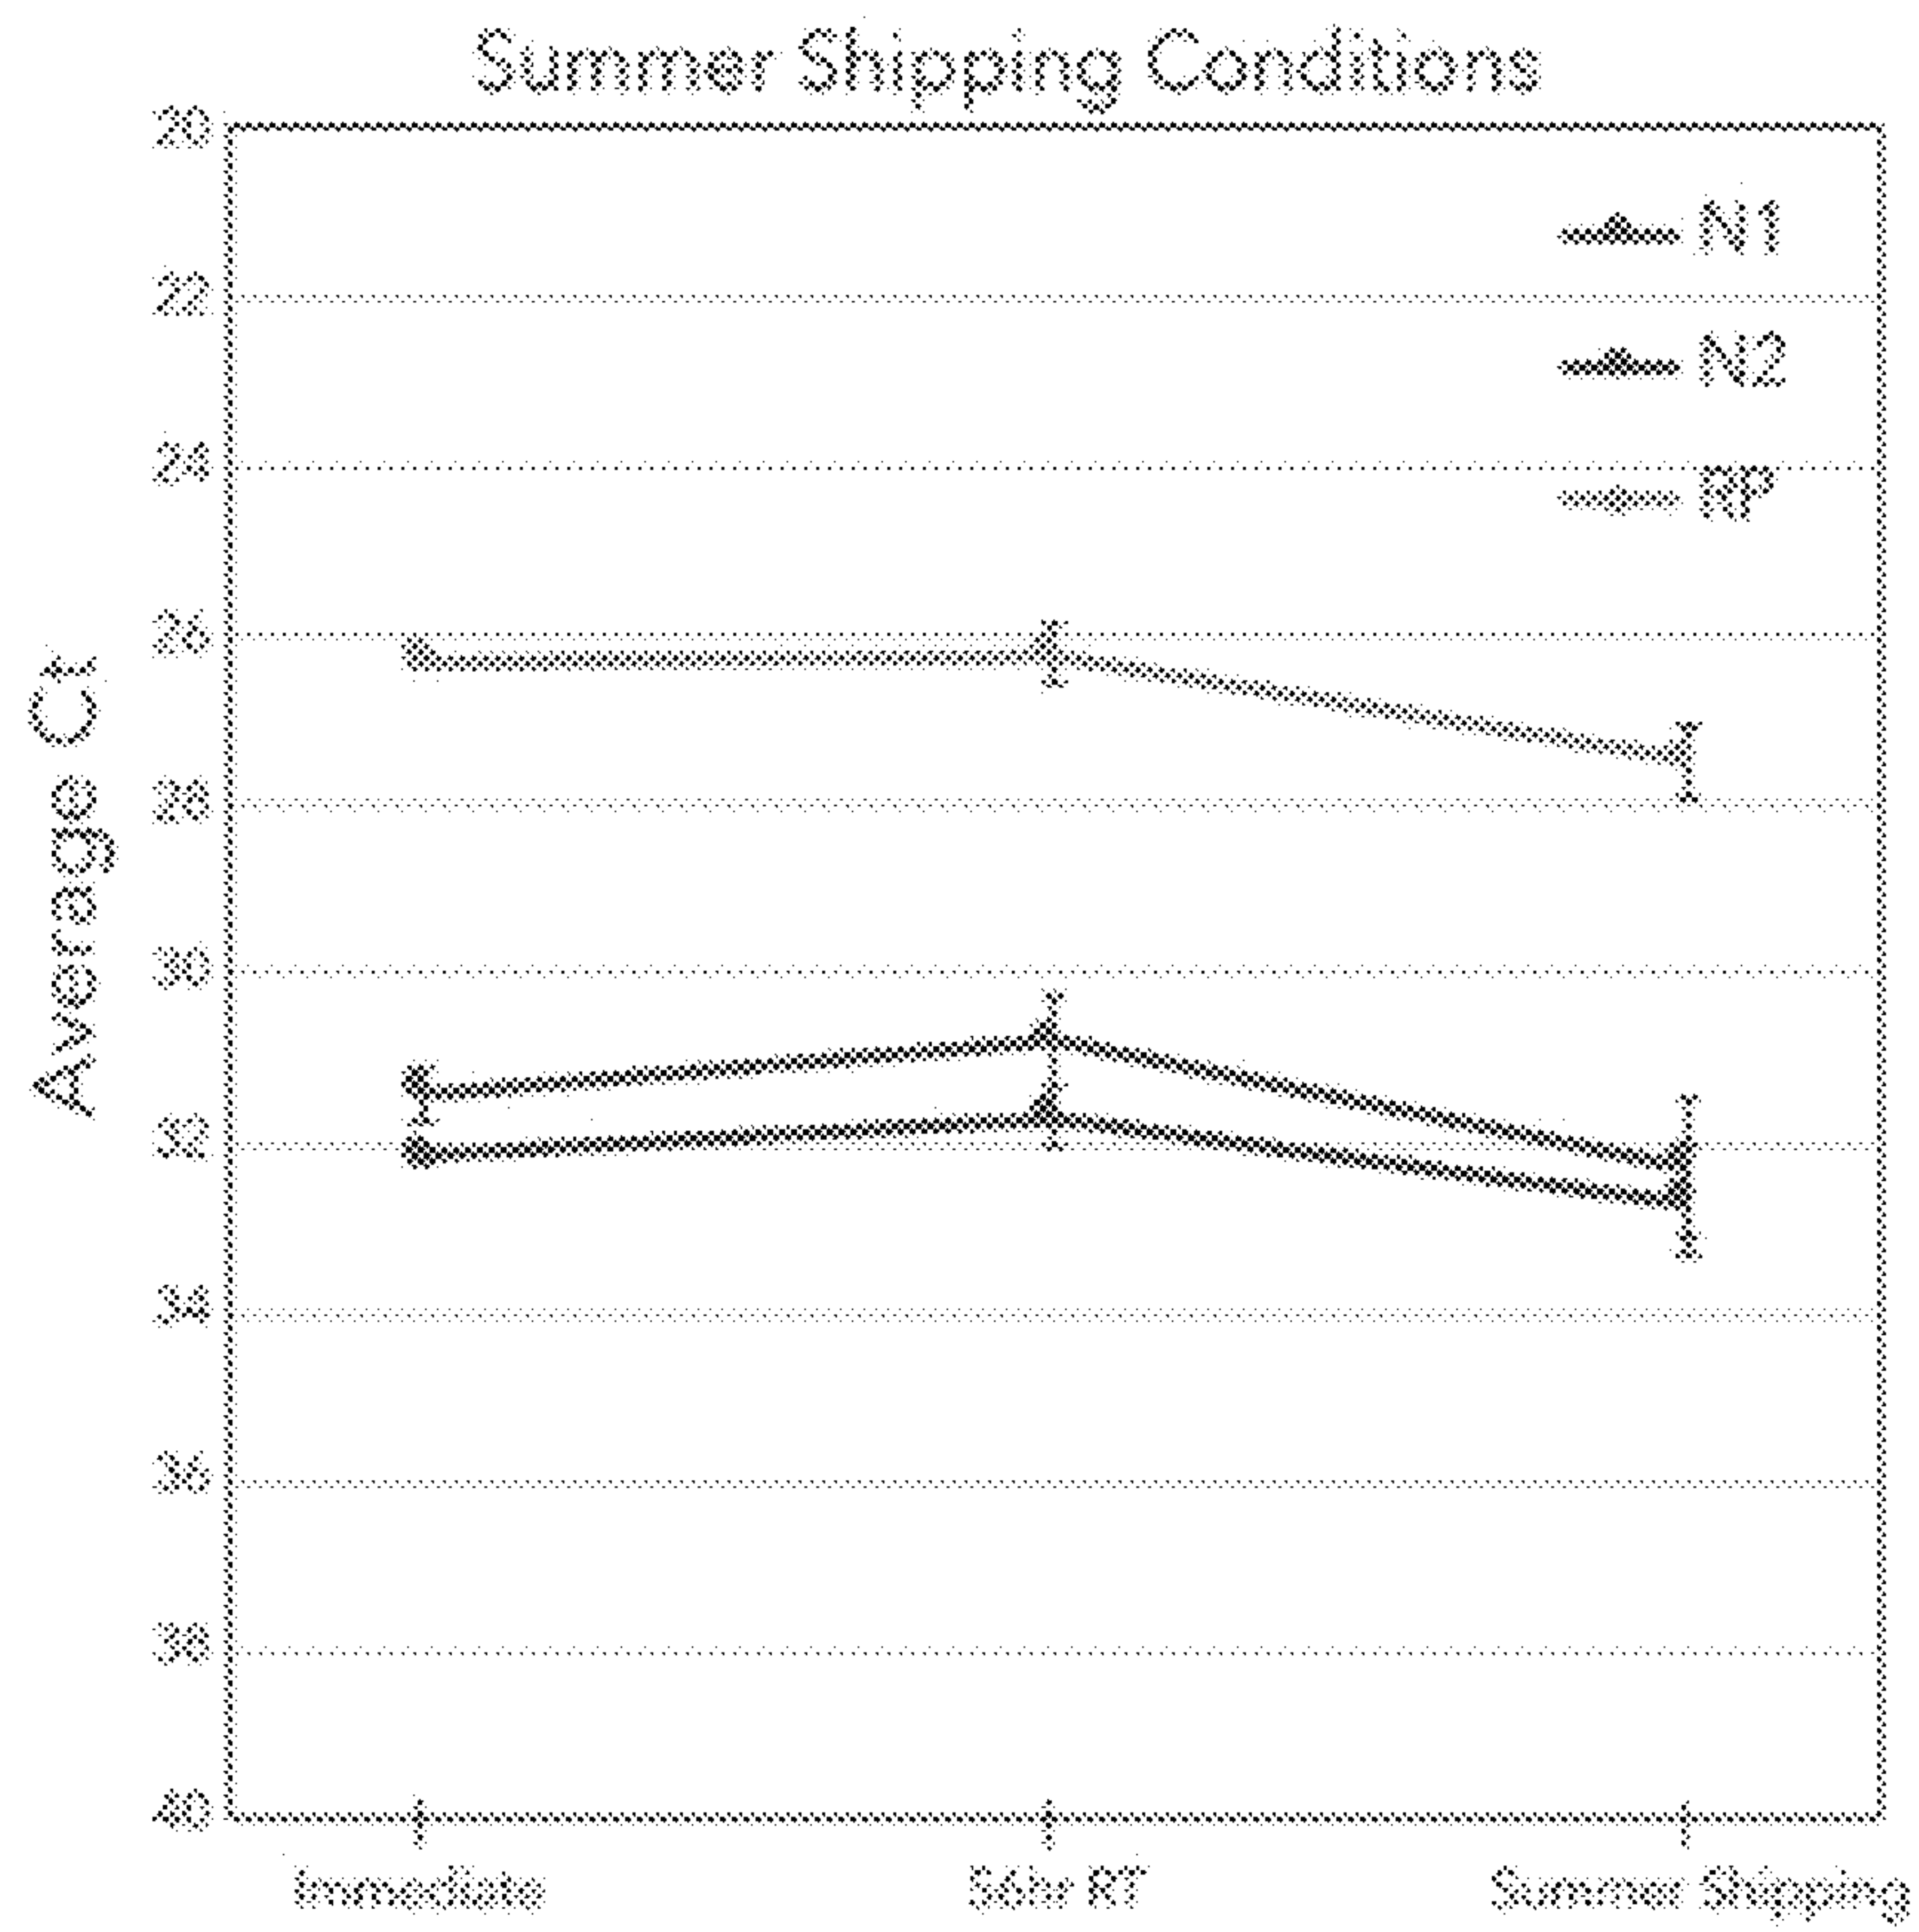 Summer Shipping Conditions
20
22
24
26
28
30
32
34
36
38
40
Average Ct
N1
N2
RP
Immediate
56hr RT
Summer Shipping